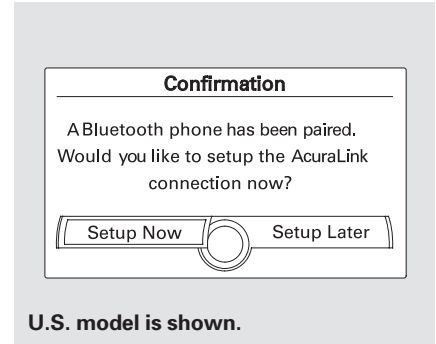 Confirmation
A Bluetooth phone has been paired.
Would you like to setup the AcuraLink
connection now?
Setup Now
Setup Later
U.S. model is shown.